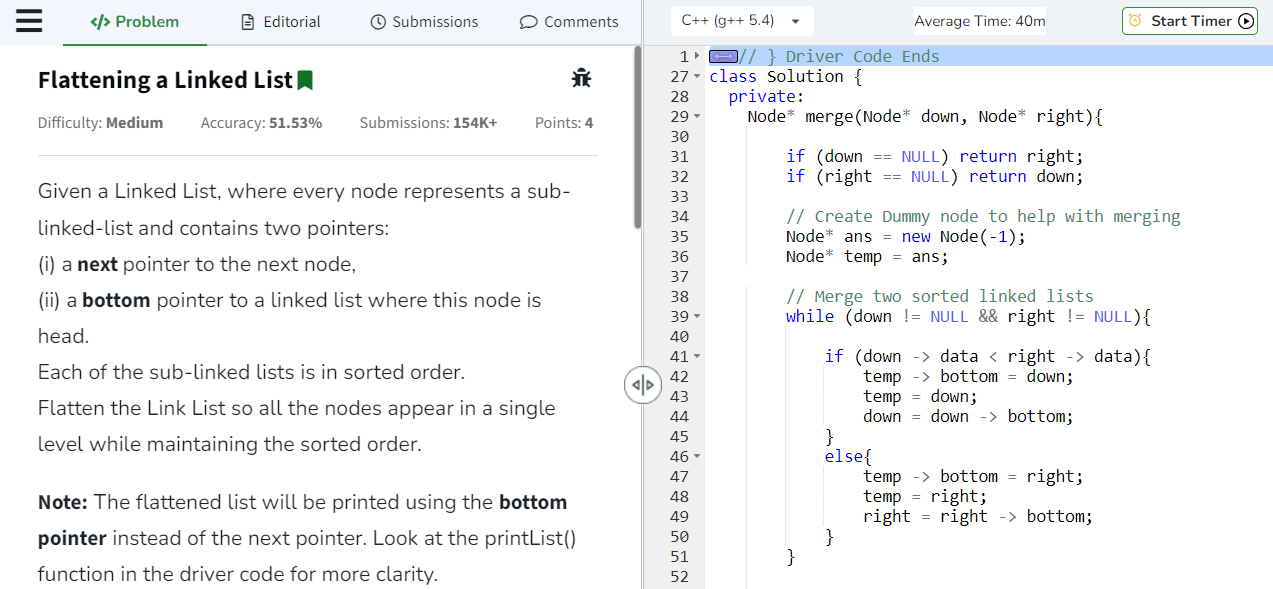 </> Problem Editorial Submissions Comments
Flattening a Linked List
Difficulty: Medium Accuracy: 51.53% Submissions: 154K+ Points: 4
Given a Linked List, where every node represents a sub-
linked-list and contains two pointers:
(i) a next pointer to the next node,
(ii) a bottom pointer to a linked list where this node is
head.
Each of the sub-linked lists is in sorted order.
Flatten the Link List so all the nodes appear in a single
level while maintaining the sorted order.
Note: The flattened list will be printed using the bottom
pointer instead of the next pointer. Look at the printList()
function in the driver code for more clarity.
C++ (g++ 5.4) Average Time: 40m Start Timer
1 // } Driver Code Ends
27 class Solution {
28 private:
29 Node* merge(Node* down, Node* right){
30
31 if (down == NULL) return right;
32 if (right == NULL) return down;
33
34 // Create Dummy node to help with merging
35 Node* ans = new Node(-1);
36 Node* temp = ans;
37
38 // Merge two sorted linked lists
39 while (down != NULL && right != NULL){
40
41 if (down -> data < right -> data){
42 temp -> bottom = down;
43 temp = down;
44 down = down -> bottom;
45 }
46 else{
47 temp -> bottom = right;
48 temp = right;
49 right = right -> bottom;
50 }
51 }
52